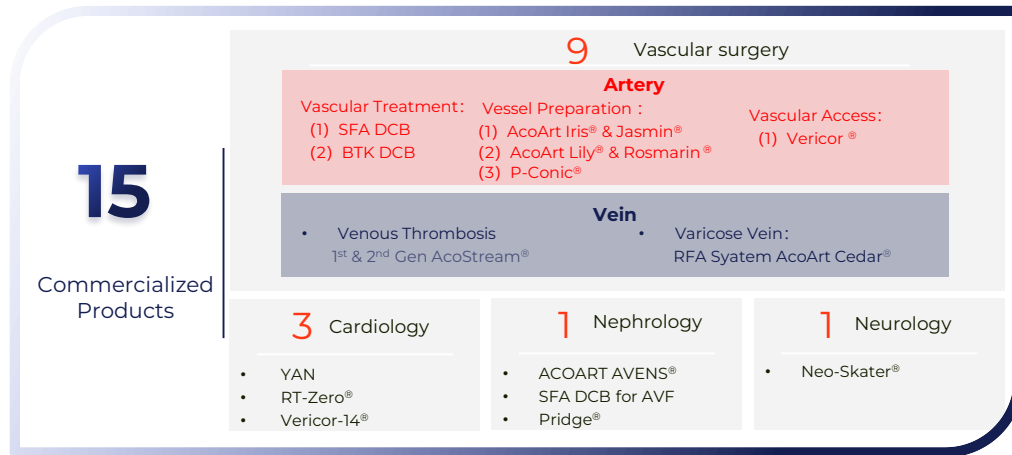 15
Commercialized
Products
9 Vascular surgery
Artery
Vascular Treatment：
(1) SFA DCB
(2) BTK DCB
Vessel Preparation：
(1) AcoArt Iris® & Jasmin®
(2) AcoArt Lily® & Rosmarin®
(3) P-Conic®
Vascular Access：
(1) Vericor ®
Vein
• Venous Thrombosis
1st & 2nd Gen AcoStream®
• Varicose Vein：
RFA Syatem AcoArt Cedar®
3 Cardiology
• YAN
• RT-Zero®
• Vericor-14®
1 Nephrology
• ACOART AVENS®
• SFA DCB for AVF
• Pridge®
1 Neurology
• Neo-Skater®